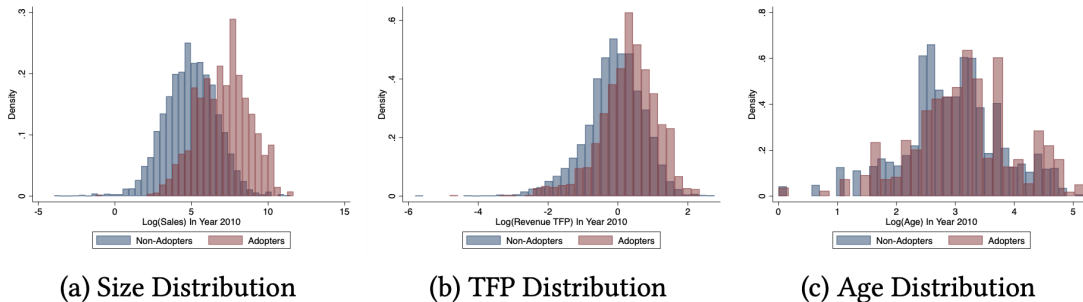 .3
.2
.1
0
Density
-5
0
5
10
15
Log(Sales) In Year 2010
Non-Adopters
Adopters
(a) Size Distribution
.6
.4
.2
0
Density
-6
-4
-2
0
2
Log(Revenue TFP) In Year 2010
Non-Adopters
Adopters
(b) TFP Distribution
.8
.6
.4
.2
0
Density
0
1
2
3
4
5
Log(Age) In Year 2010
Non-Adopters
Adopters
(c) Age Distribution